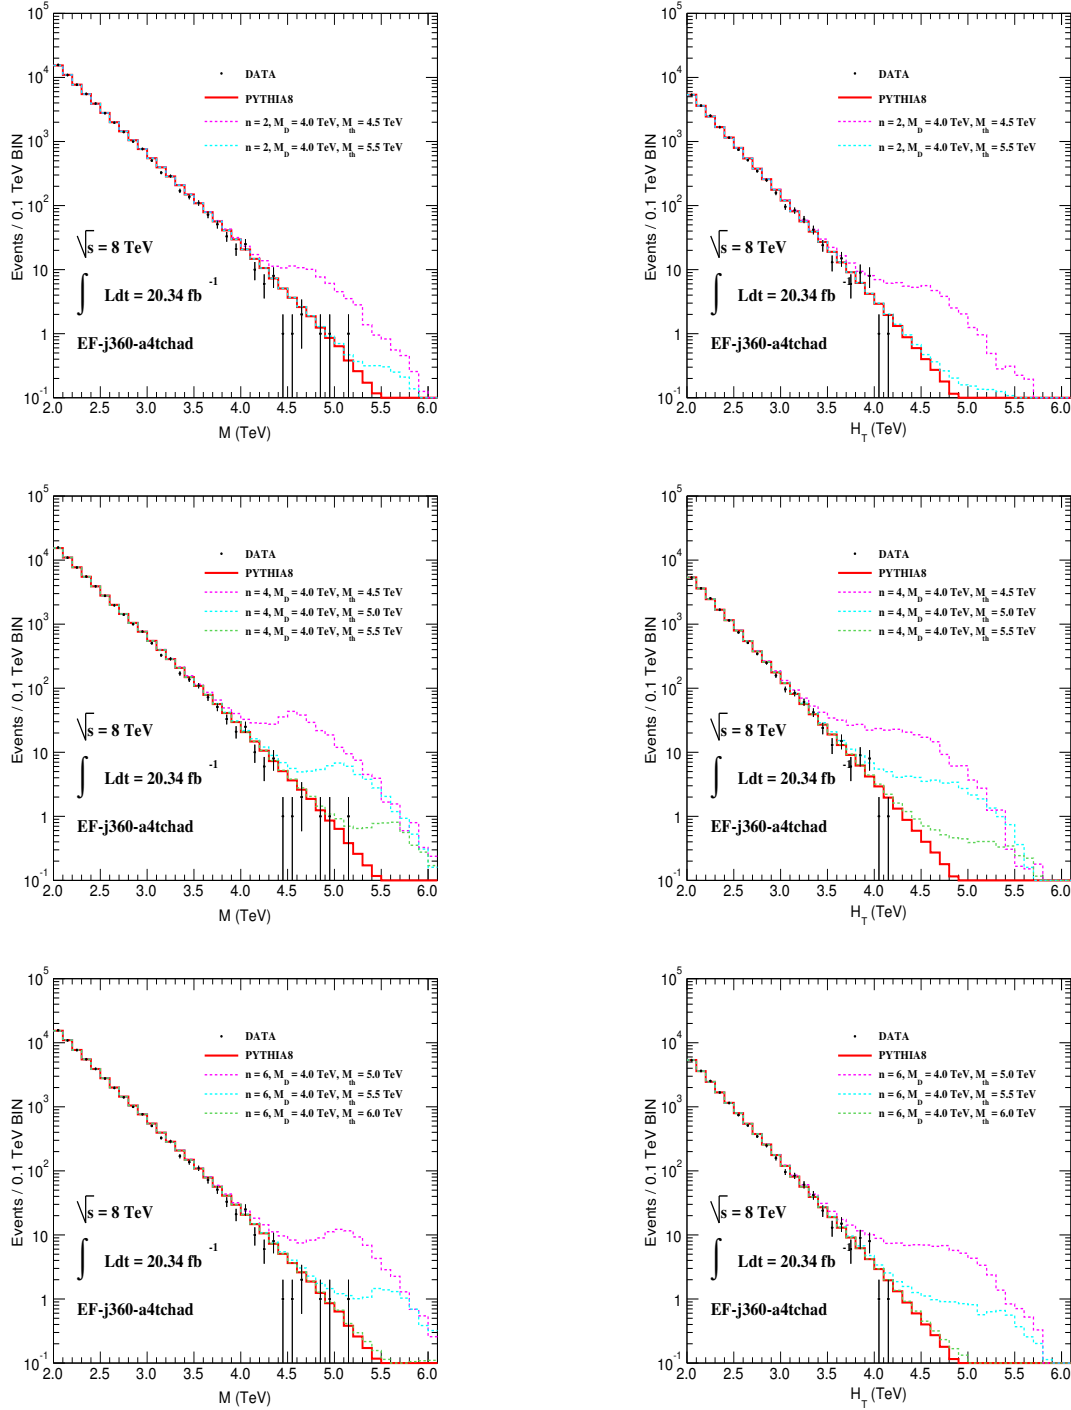 10^5
10^4
10^3
10^2
10
1
10^-1
Events / 0.1 TeV BIN
DATA
PYTHIA8
n = 2, M_D = 4.0 TeV, M_th = 4.5 TeV
n = 2, M_D = 4.0 TeV, M_th = 5.5 TeV
√s = 8 TeV
∫ Ldt = 20.34 fb^-1
EF-j360-a4tchad
2.0 2.5 3.0 3.5 4.0 4.5 5.0 5.5 6.0
M (TeV)
10^5
10^4
10^3
10^2
10
1
10^-1
Events / 0.1 TeV BIN
DATA
PYTHIA8
n = 2, M_D = 4.0 TeV, M_th = 4.5 TeV
n = 2, M_D = 4.0 TeV, M_th = 5.5 TeV
√s = 8 TeV
∫ Ldt = 20.34 fb^-1
EF-j360-a4tchad
2.0 2.5 3.0 3.5 4.0 4.5 5.0 5.5 6.0
H_T (TeV)
10^5
10^4
10^3
10^2
10
1
10^-1
Events / 0.1 TeV BIN
DATA
PYTHIA8
n = 4, M_D = 4.0 TeV, M_th = 4.5 TeV
n = 4, M_D = 4.0 TeV, M_th = 5.0 TeV
n = 4, M_D = 4.0 TeV, M_th = 5.5 TeV
√s = 8 TeV
∫ Ldt = 20.34 fb^-1
EF-j360-a4tchad
2.0 2.5 3.0 3.5 4.0 4.5 5.0 5.5 6.0
M (TeV)
10^5
10^4
10^3
10^2
10
1
10^-1
Events / 0.1 TeV BIN
DATA
PYTHIA8
n = 4, M_D = 4.0 TeV, M_th = 4.5 TeV
n = 4, M_D = 4.0 TeV, M_th = 5.0 TeV
n = 4, M_D = 4.0 TeV, M_th = 5.5 TeV
√s = 8 TeV
∫ Ldt = 20.34 fb^-1
EF-j360-a4tchad
2.0 2.5 3.0 3.5 4.0 4.5 5.0 5.5 6.0
H_T (TeV)
10^5
10^4
10^3
10^2
10
1
10^-1
Events / 0.1 TeV BIN
DATA
PYTHIA8
n = 6, M_D = 4.0 TeV, M_th = 5.0 TeV
n = 6, M_D = 4.0 TeV, M_th = 5.5 TeV
n = 6, M_D = 4.0 TeV, M_th = 6.0 TeV
√s = 8 TeV
∫ Ldt = 20.34 fb^-1
EF-j360-a4tchad
2.0 2.5 3.0 3.5 4.0 4.5 5.0 5.5 6.0
M (TeV)
10^5
10^4
10^3
10^2
10
1
10^-1
Events / 0.1 TeV BIN
DATA
PYTHIA8
n = 6, M_D = 4.0 TeV, M_th = 5.0 TeV
n = 6, M_D = 4.0 TeV, M_th = 5.5 TeV
n = 6, M_D = 4.0 TeV, M_th = 6.0 TeV
√s = 8 TeV
∫ Ldt = 20.34 fb^-1
EF-j360-a4tchad
2.0 2.5 3.0 3.5 4.0 4.5 5.0 5.5 6.0
H_T (TeV)